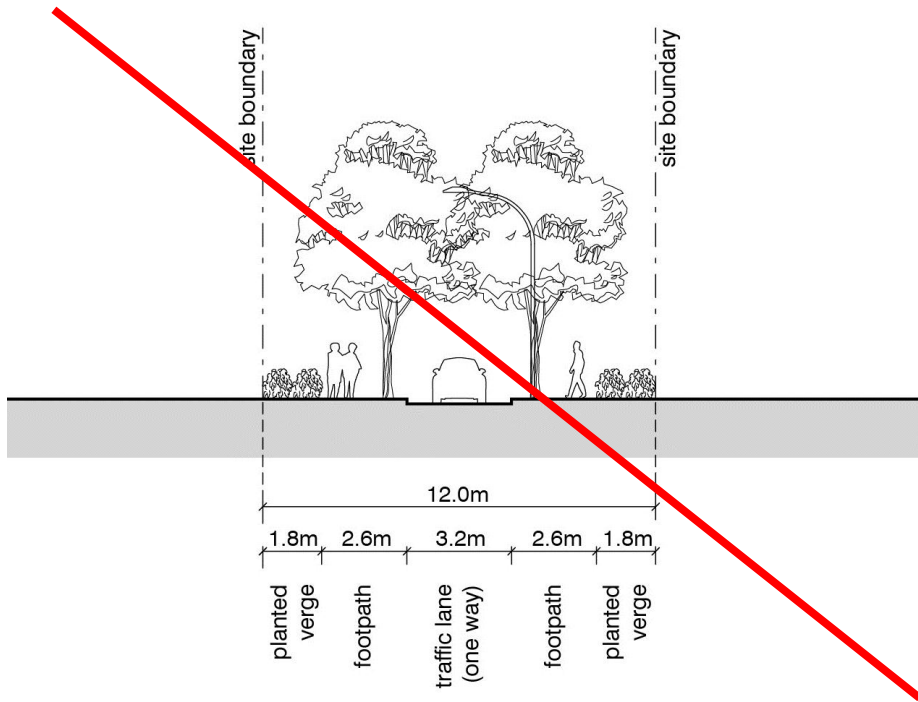 site boundary
site boundary
12.0m
1.8m 2.6m 3.2m 2.6m 1.8m
planted
verge
footpath
traffic lane
(one way)
footpath
planted
verge